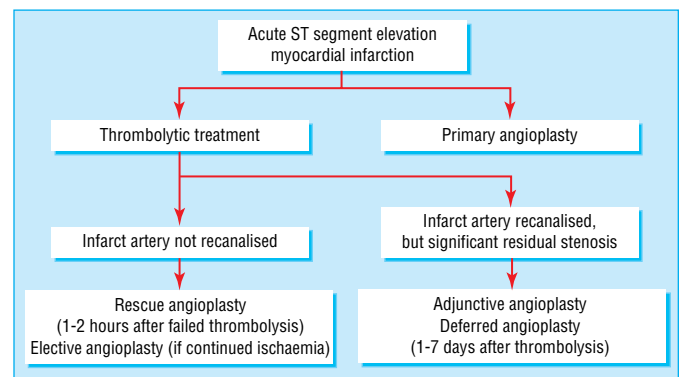 Acute ST segment elevation
myocardial infarction
Thrombolytic treatment
Primary angioplasty
Infarct artery not recanalised
Infarct artery recanalised,
but significant residual stenosis
Rescue angioplasty
(1-2 hours after failed thrombolysis)
Elective angioplasty (if continued ischaemia)
Adjunctive angioplasty
Deferred angioplasty
(1-7 days after thrombolysis)